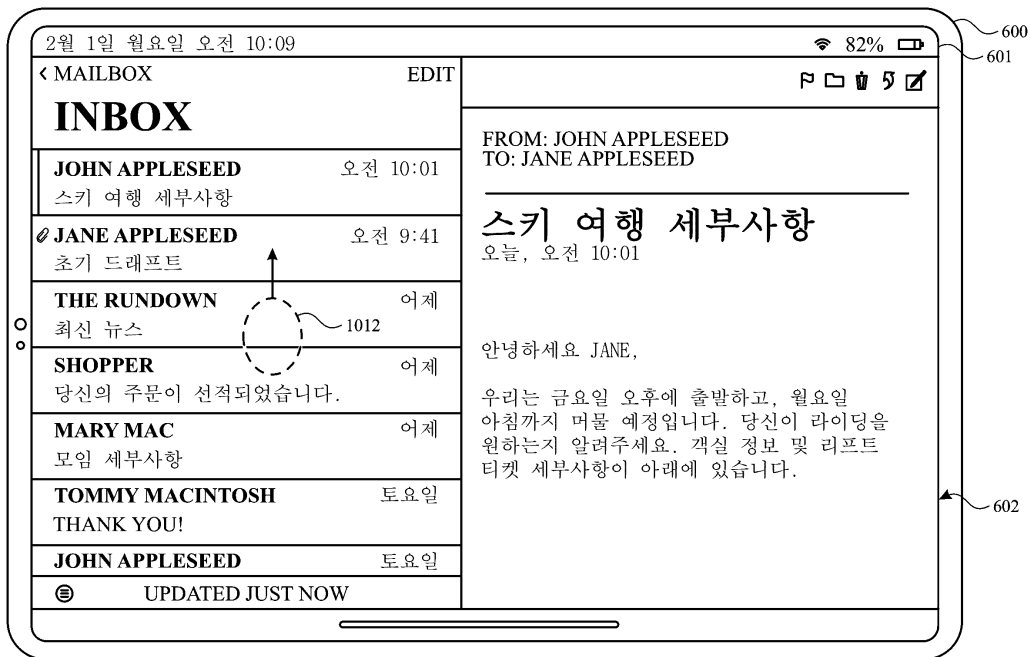 2월 1일 월요일 오전 10:09
82%
600
601
< MAILBOX
EDIT
INBOX
JOHN APPLESEED 오전 10:01
스키 여행 세부사항
JANE APPLESEED 오전 9:41
초기 드래프트
THE RUNDOWN 어제
최신 뉴스
1012
SHOPPER 어제
당신의 주문이 선적되었습니다.
MARY MAC 어제
모임 세부사항
TOMMY MACINTOSH 토요일
THANK YOU!
JOHN APPLESEED 토요일
UPDATED JUST NOW
FROM: JOHN APPLESEED
TO: JANE APPLESEED
스키 여행 세부사항
오늘, 오전 10:01
안녕하세요 JANE,
우리는 금요일 오후에 출발하고, 월요일
아침까지 머물 예정입니다. 당신이 라이딩을
원하는지 알려주세요. 객실 정보 및 리프트
티켓 세부사항이 아래에 있습니다.
602